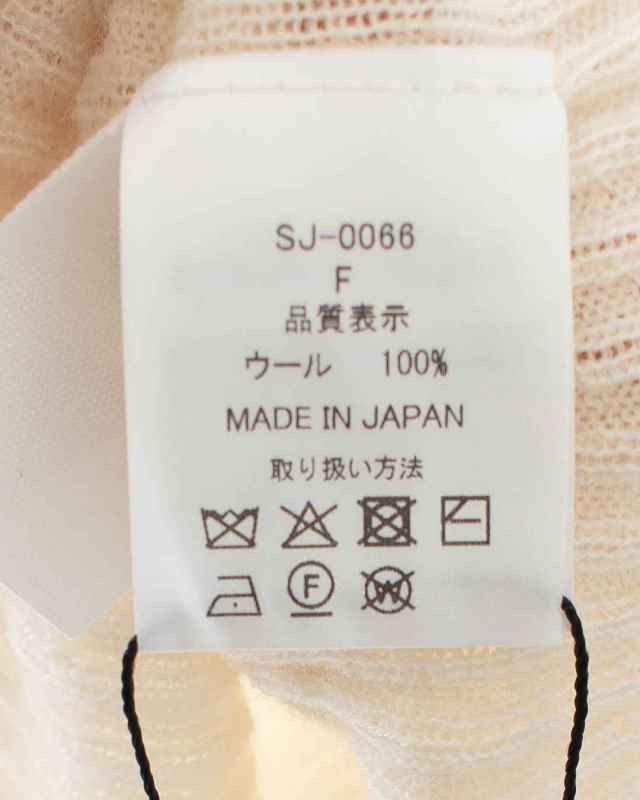 SJ-0066
F
品質表示
ウール 100%
MADE IN JAPAN
取り扱い方法
F
W